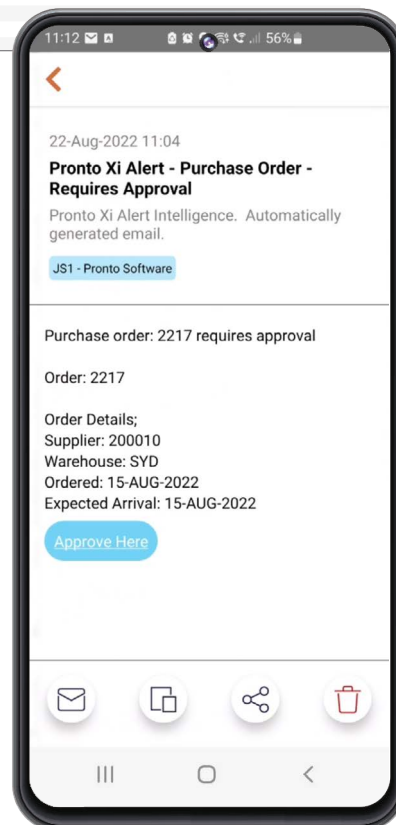 11:12
56%
22-Aug-2022 11:04
Pronto Xi Alert - Purchase Order -
Requires Approval
Pronto Xi Alert Intelligence.  Automatically
generated email.
JS1 - Pronto Software
Purchase order: 2217 requires approval
Order: 2217
Order Details;
Supplier: 200010
Warehouse: SYD
Ordered: 15-AUG-2022
Expected Arrival: 15-AUG-2022
Approve Here